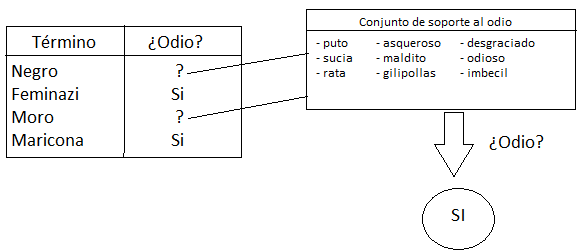 Término ¿Odio?
Negro ?
Feminazi Si
Moro ?
Maricona Si
Conjunto de soporte al odio
- puto - asqueroso - desgraciado
- sucia - maldito - odioso
- rata - gilipollas - imbecil
¿Odio?
SI